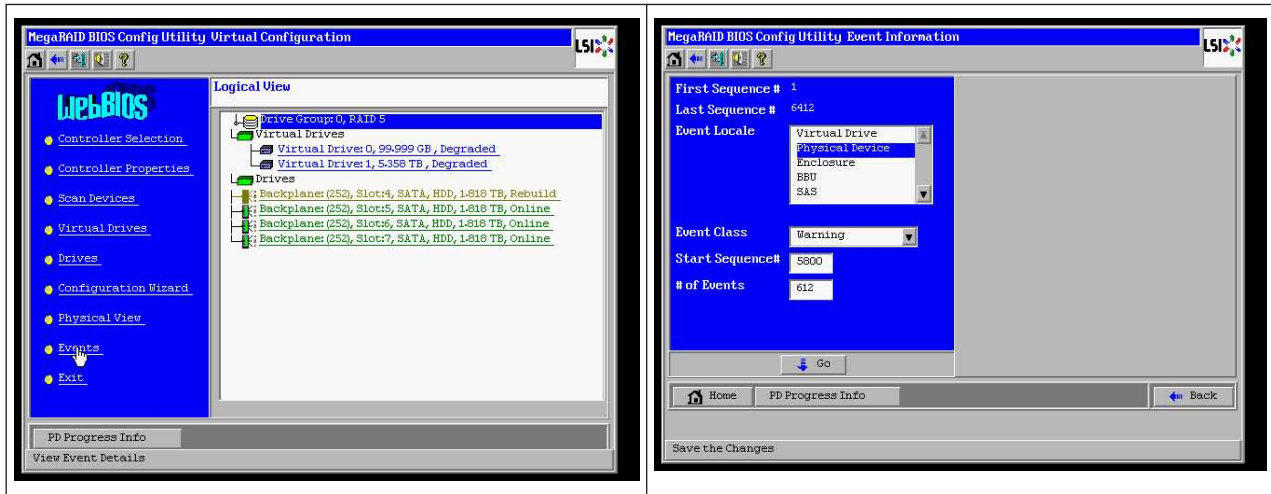 MegaRAID BIOS Config Utility Virtual Configuration
LSI
WebBIOS
Controller Selection
Controller Properties
Scan Devices
Virtual Drives
Drives
Configuration Wizard
Physical View
Events
Exit
Logical View
Drive Group: 0, RAID 5
Virtual Drives
Virtual Drive: 0, 99.999 GB, Degraded
Virtual Drive: 1, 5.358 TB, Degraded
Drives
Backplane: (252), Slot:4, SATA, HDD, 1.818 TB, Rebuild
Backplane: (252), Slot:5, SATA, HDD, 1.818 TB, Online
Backplane: (252), Slot:6, SATA, HDD, 1.818 TB, Online
Backplane: (252), Slot:7, SATA, HDD, 1.818 TB, Online
PD Progress Info
View Event Details
MegaRAID BIOS Config Utility Event Information
LSI
First Sequence # 1
Last Sequence # 6412
Event Locale
Virtual Drive
Physical Device
Enclosure
BBU
SAS
Event Class Warning
Start Sequence# 5800
# of Events 612
Go
Home PD Progress Info Back
Save the Changes